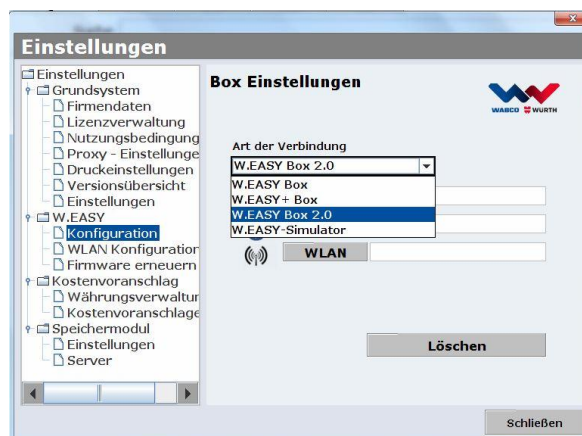 Einstellungen
Einstellungen
Grundsystem
Firmendaten
Lizenzverwaltung
Nutzungsbedingung
Proxy - Einstellunge
Druckeinstellungen
Versionsübersicht
Einstellungen
W.EASY
Konfiguration
WLAN Konfiguration
Firmware erneuern
Kostenvoranschlag
Währungsverwaltur
Kostenvoranschlage
Speichermodul
Einstellungen
Server
Box Einstellungen
WABCO WÜRTH
Art der Verbindung
W.EASY Box 2.0
W.EASY Box
W.EASY+ Box
W.EASY Box 2.0
W.EASY-Simulator
WLAN
Löschen
Schließen